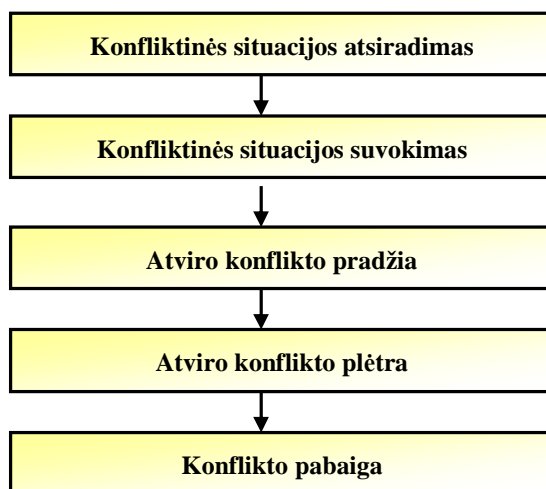 Konfliktinės situacijos atsiradimas
Konfliktinės situacijos suvokimas
Atviro konflikto pradžia
Atviro konflikto plėtra
Konflikto pabaiga